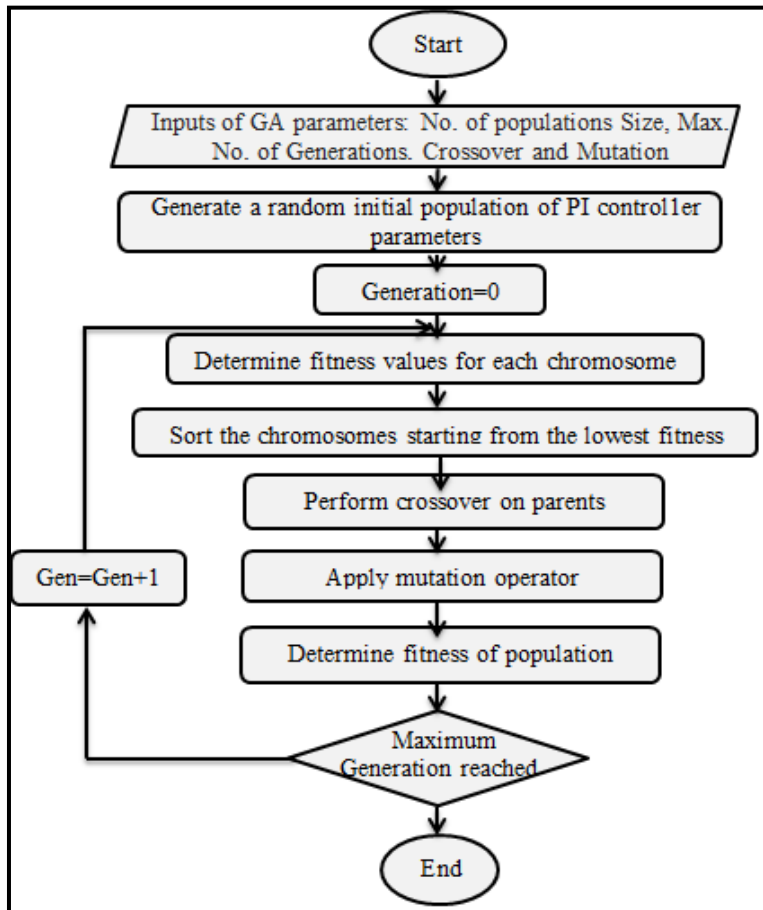 Start
Inputs of GA parameters: No. of populations Size, Max.
No. of Generations. Crossover and Mutation
Generate a random initial population of PI control1er
parameters
Generation=0
Determine fitness values for each chromosome
Sort the chromosomes starting from the lowest fitness
Perform crossover on parents
Gen=Gen+1
Apply mutation operator
Determine fitness of population
Maximum
Generation reached
End